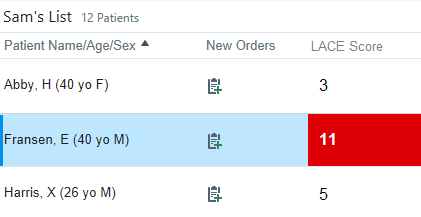 Sam's List 12 Patients
Patient Name/Age/Sex New Orders LACE Score
Abby, H (40 yo F) 3
Fransen, E (40 yo M) 11
Harris, X (26 yo M) 5